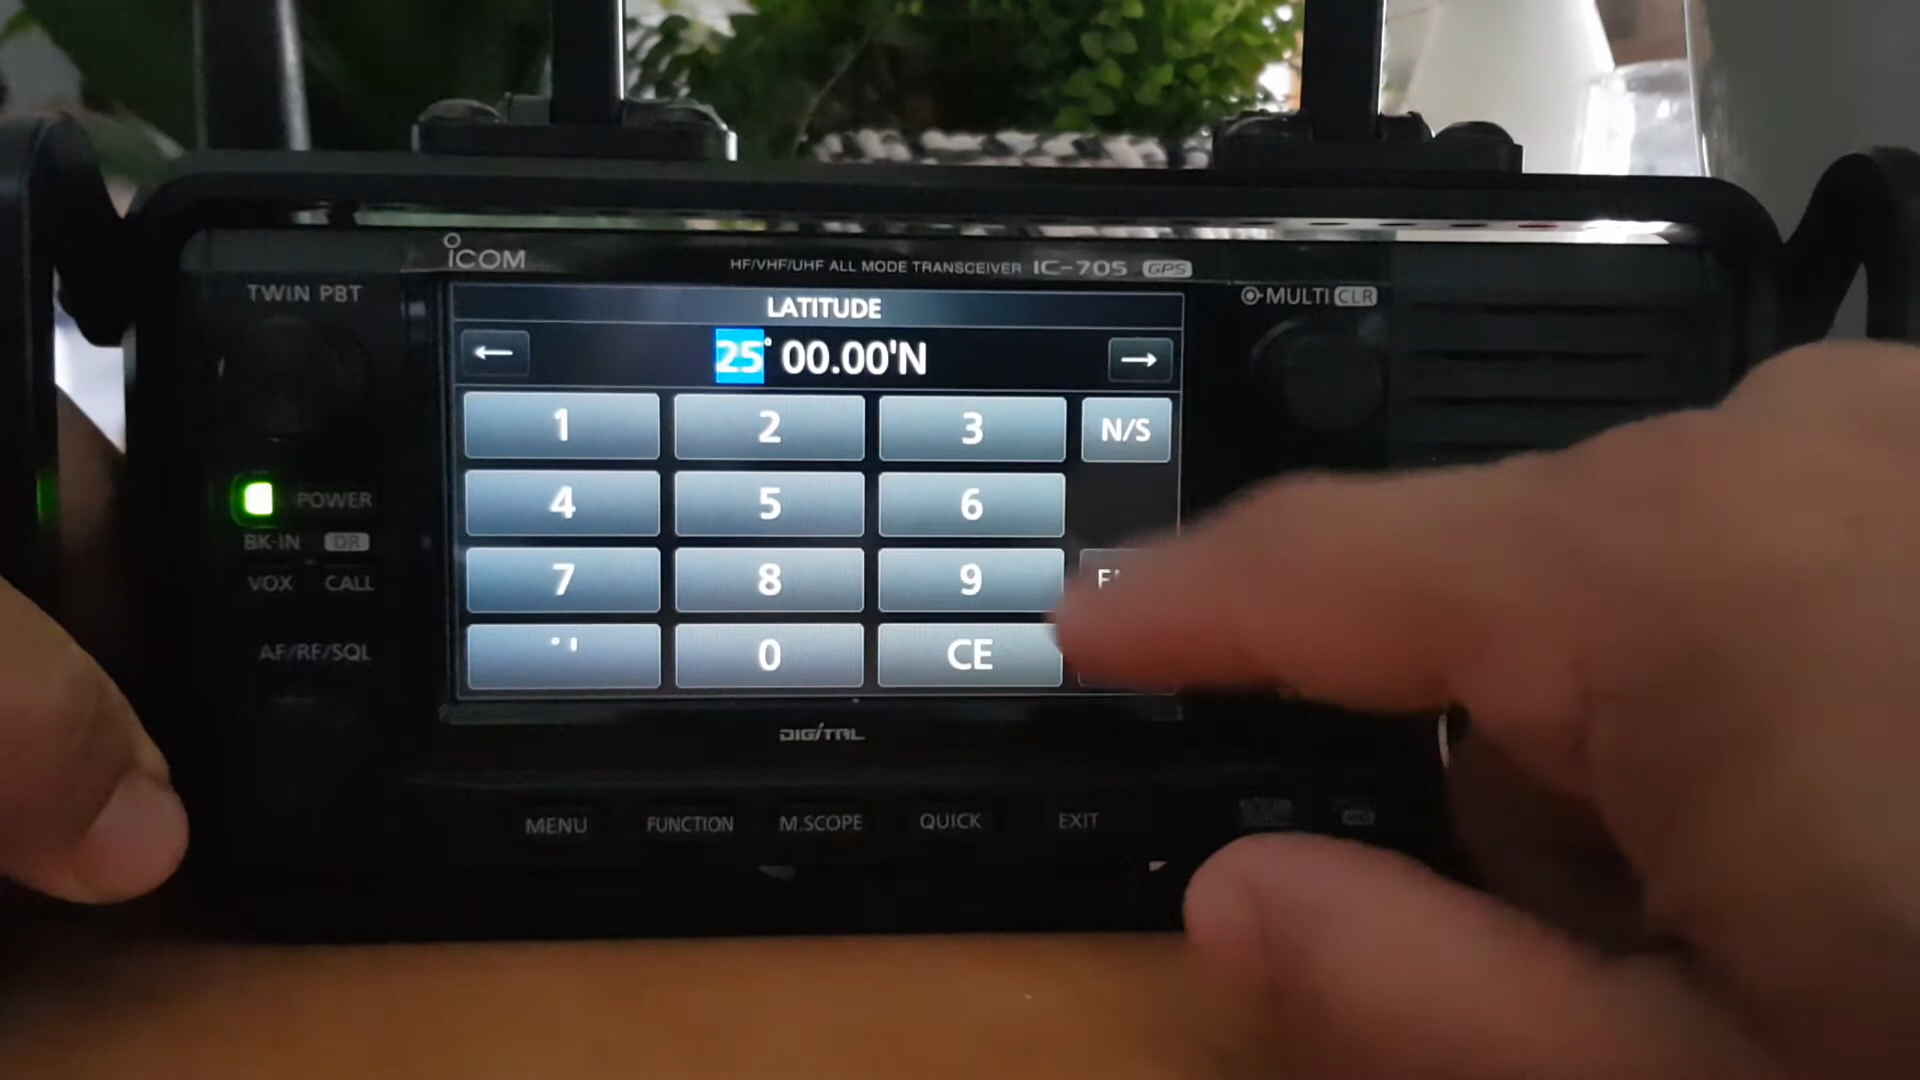 ICOM
HF/VHF/UHF ALL MODE TRANSCEIVER IC-705 GPS
TWIN PBT
MULTI CLR
LATITUDE
← 25° 00.00'N →
1 2 3 N/S
4 5 6
7 8 9
° ' 0 CE
POWER
BK-IN DR
VOX CALL
AF/RF/SQL
DIGITAL
MENU FUNCTION M.SCOPE QUICK EXIT